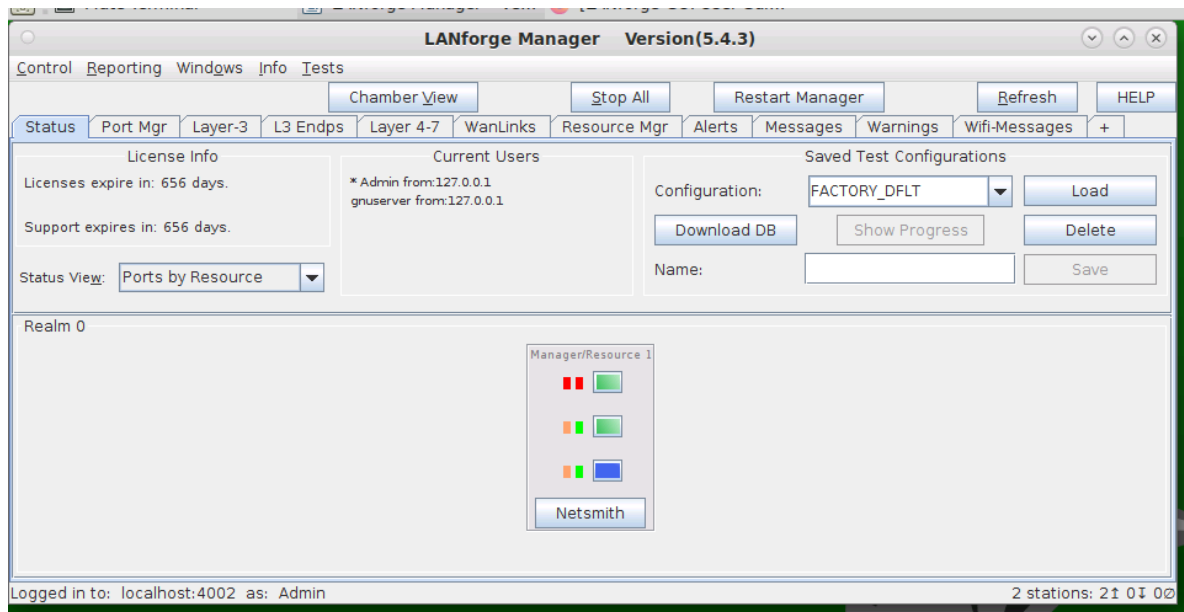 LANforge Manager Version(5.4.3)
Control Reporting Windows Info Tests
Chamber View Stop All Restart Manager Refresh HELP
Status Port Mgr Layer-3 L3 Endps Layer 4-7 WanLinks Resource Mgr Alerts Messages Warnings Wifi-Messages +
License Info
Licenses expire in: 656 days.
Support expires in: 656 days.
Status View: Ports by Resource
Current Users
* Admin from:127.0.0.1
gnuserver from:127.0.0.1
Saved Test Configurations
Configuration: FACTORY_DFLT Load
Download DB Show Progress Delete
Name: Save
Realm 0
Manager/Resource 1
Netsmith
Logged in to: localhost:4002 as: Admin
2 stations: 2↥ 0↧ 0∅